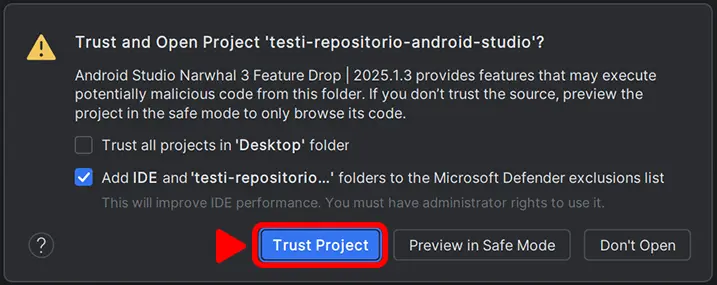 Trust and Open Project 'testi-repositorio-android-studio'?
Android Studio Narwhal 3 Feature Drop | 2025.1.3 provides features that may execute
potentially malicious code from this folder. If you don’t trust the source, preview the
project in the safe mode to only browse its code.
Trust all projects in 'Desktop' folder
Add IDE and 'testi-repositorio...' folders to the Microsoft Defender exclusions list
This will improve IDE performance. You must have administrator rights to use it.
? Trust Project Preview in Safe Mode Don't Open